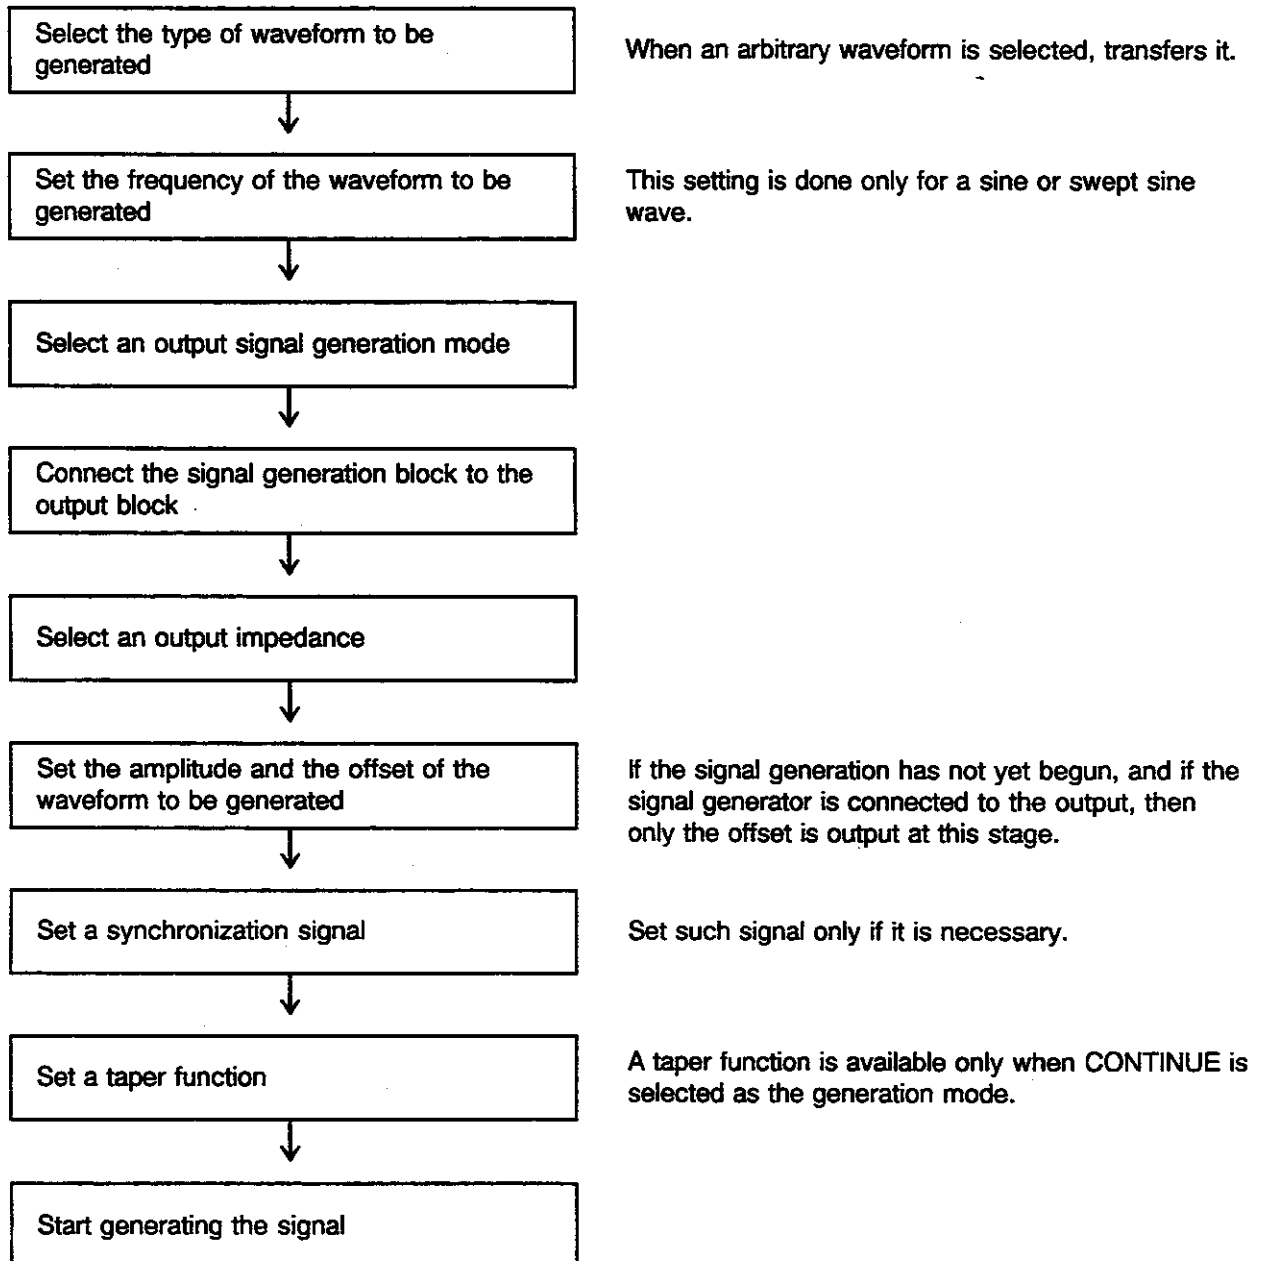 Select the type of waveform to be
generated
When an arbitrary waveform is selected, transfers it.
Set the frequency of the waveform to be
generated
This setting is done only for a sine or swept sine
wave.
Select an output signal generation mode
Connect the signal generation block to the
output block
Select an output impedance
Set the amplitude and the offset of the
waveform to be generated
If the signal generation has not yet begun, and if the
signal generator is connected to the output, then
only the offset is output at this stage.
Set a synchronization signal
Set such signal only if it is necessary.
Set a taper function
A taper function is available only when CONTINUE is
selected as the generation mode.
Start generating the signal